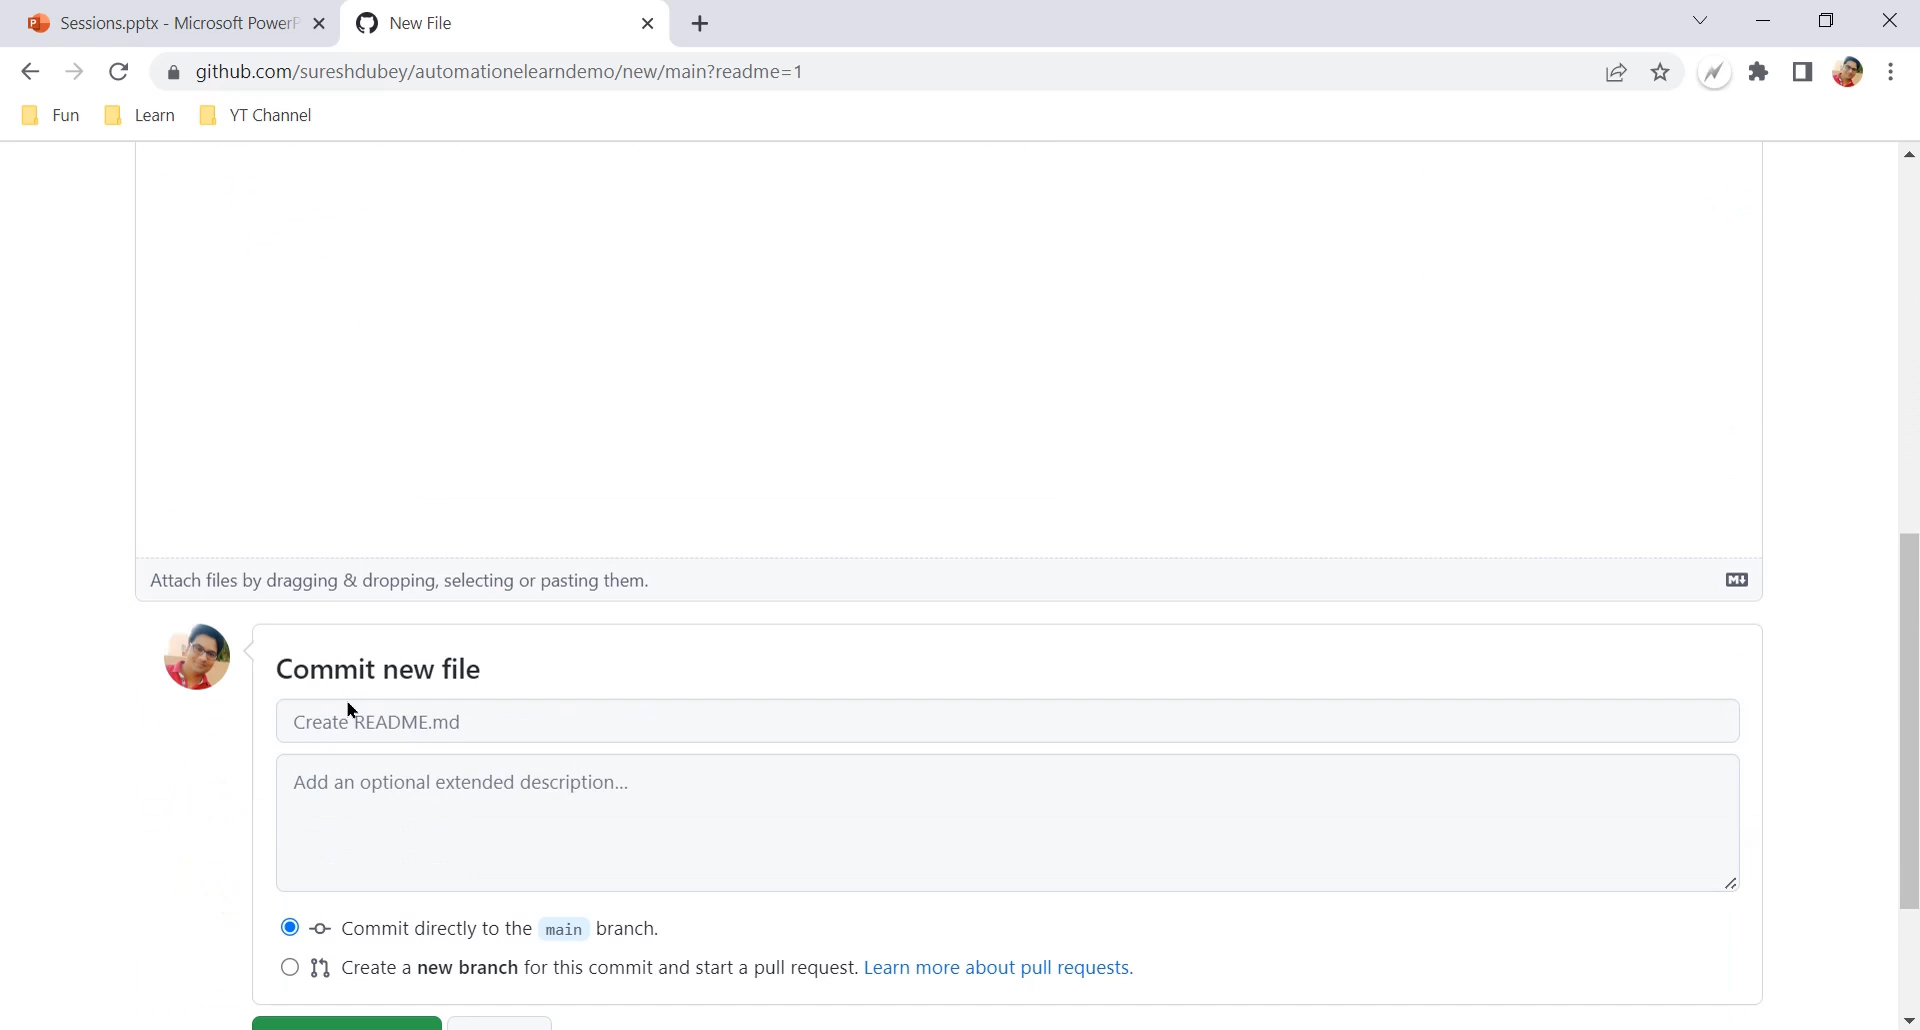 Sessions.pptx - Microsoft PowerP
New File
github.com/sureshdubey/automationelearndemo/new/main?readme=1
Fun
Learn
YT Channel
Attach files by dragging & dropping, selecting or pasting them.
Commit new file
Create README.md
Add an optional extended description...
Commit directly to the main branch.
Create a new branch for this commit and start a pull request. Learn more about pull requests.